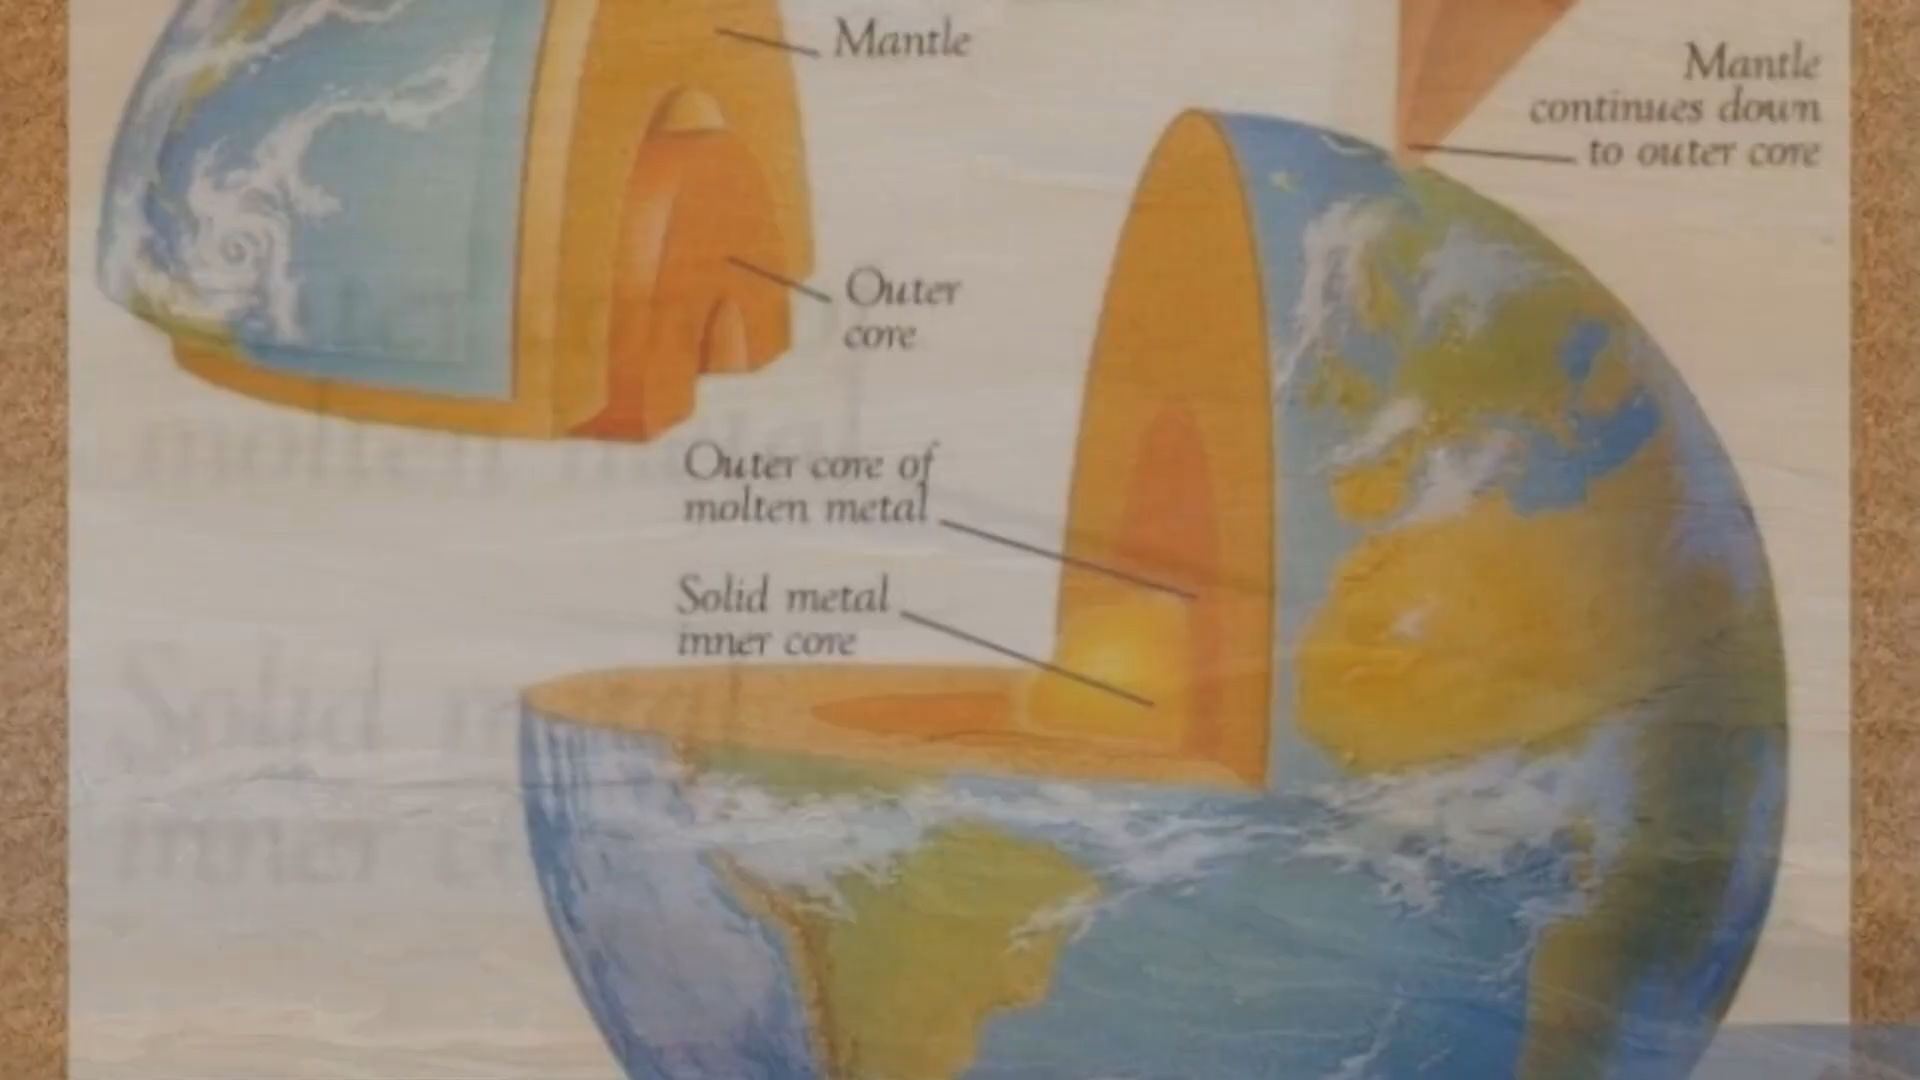 Mantle
Mantle
continues down
to outer core
Outer
core
Outer core of
molten metal
Solid metal
inner core